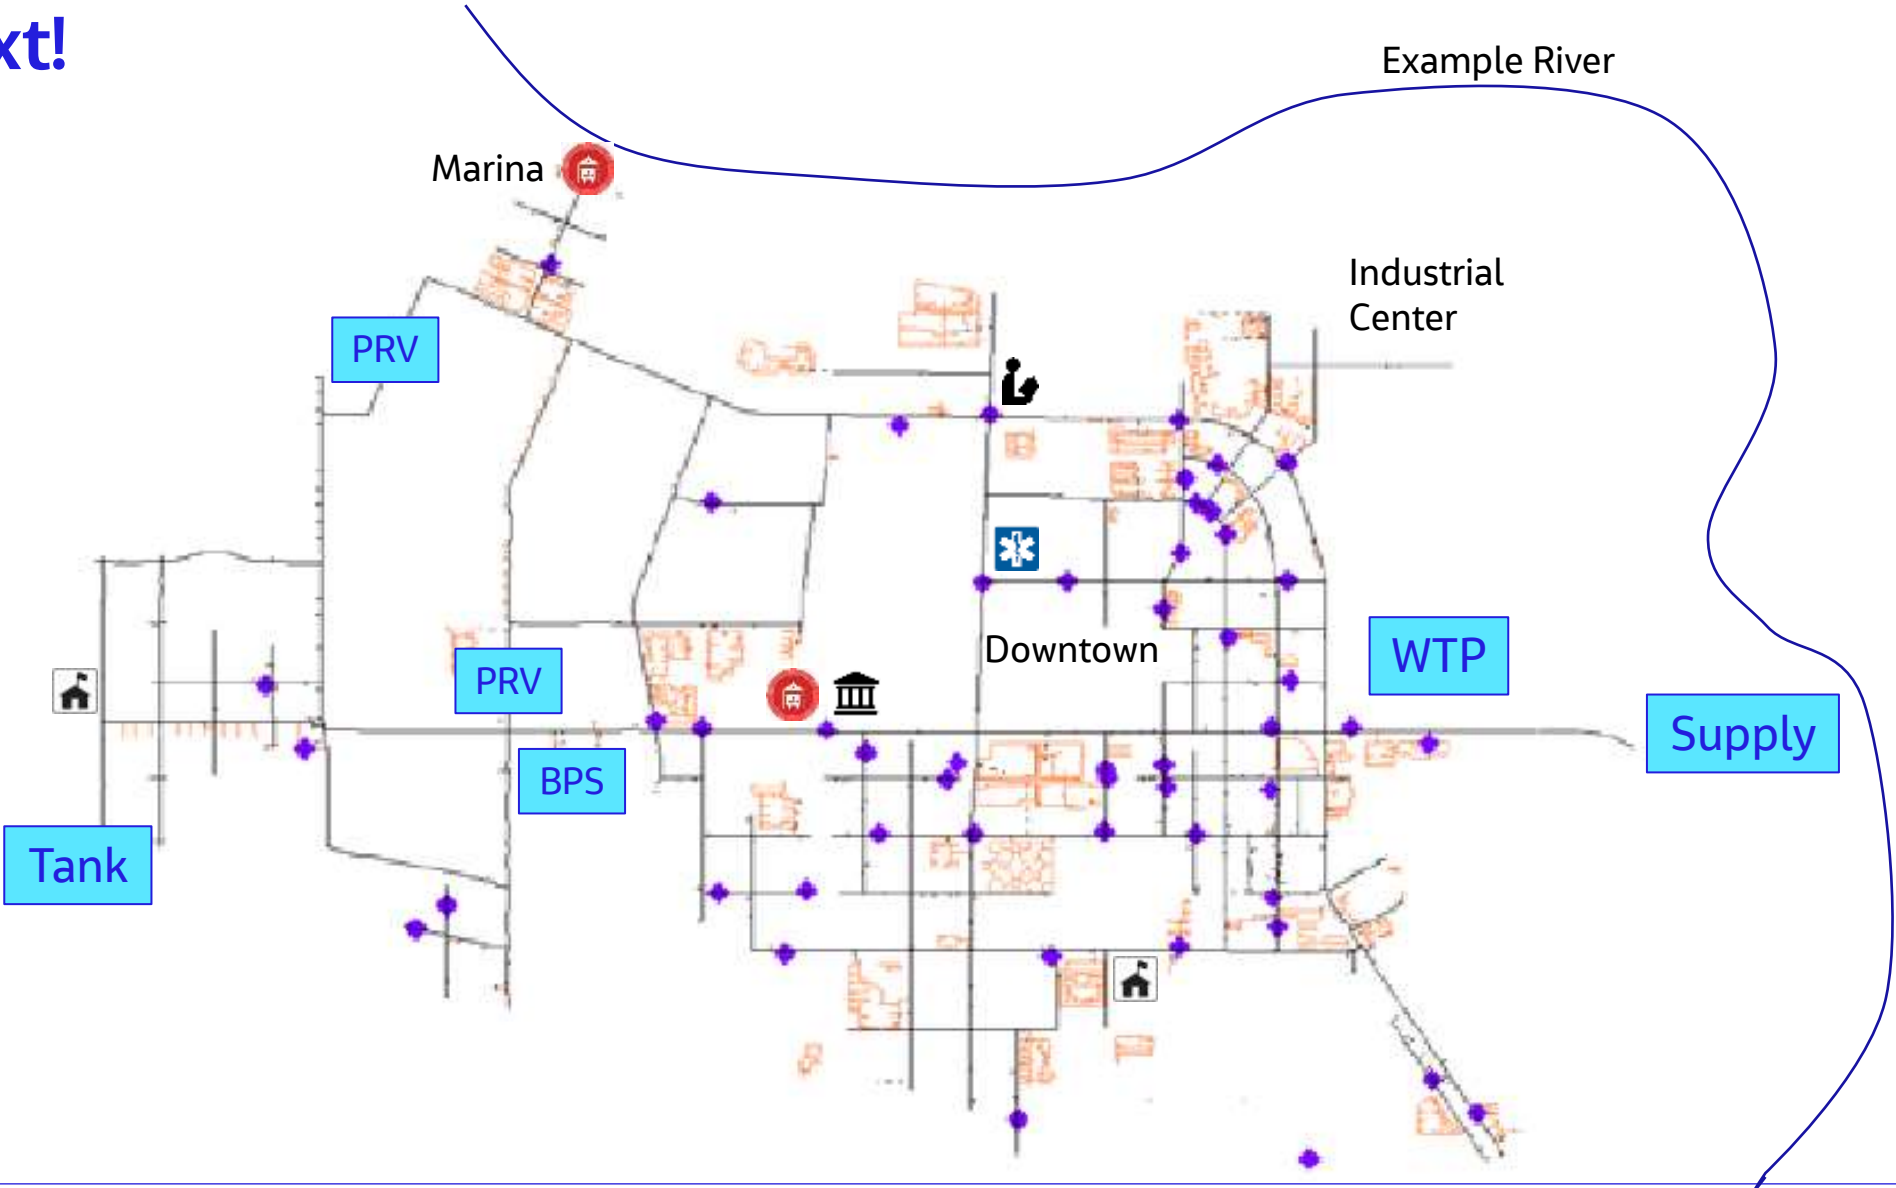 xt!
Example River
Marina
Industrial
Center
PRV
Downtown
WTP
PRV
Supply
BPS
Tank